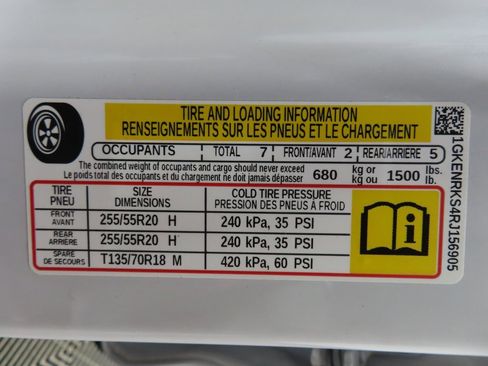 TIRE AND LOADING INFORMATION
RENSEIGNEMENTS SUR LES PNEUS ET LE CHARGEMENT
OCCUPANTS TOTAL 7 FRONT/AVANT 2 REAR/ARRIÈRE 5
The combined weight of occupants and cargo should never exceed 680 kg or 1500 lbs.
Le poids total des occupants et du chargement ne doit jamais dépasser kg ou lb.
TIRE SIZE COLD TIRE PRESSURE
PNEU DIMENSIONS PRESSION DES PNEUS À FROID
FRONT
AVANT 255/55R20 H 240 kPa, 35 PSI
REAR
ARRIÈRE 255/55R20 H 240 kPa, 35 PSI
SPARE
DE SECOURS T135/70R18 M 420 kPa, 60 PSI
i
1GKENRKS4RJ156905